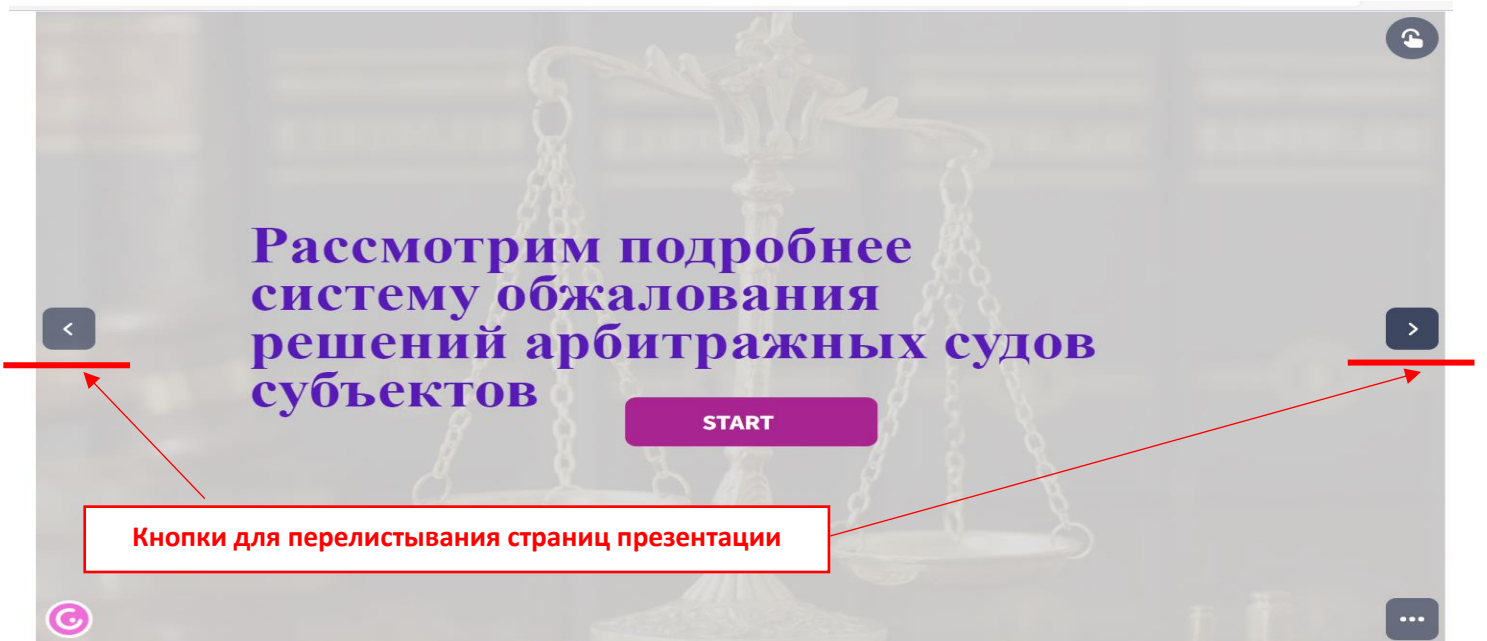 Рассмотрим подробнее
систему обжалования
решений арбитражных судов
субъектов
START
Кнопки для перелистывания страниц презентации